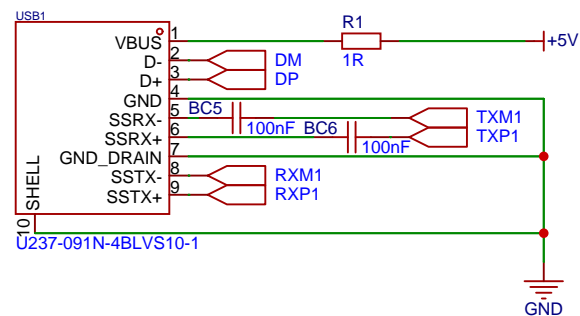 USB1
R1
VBUS 1 1R +5V
D- 2 DM
D+ 3 DP
GND 4
SSRX- 5 BC5 100nF TXM1
SSRX+ 6 BC6 100nF TXP1
GND_DRAIN 7
SSTX- 8 RXM1
SSTX+ 9 RXP1
SHELL 10
U237-091N-4BLVS10-1
GND